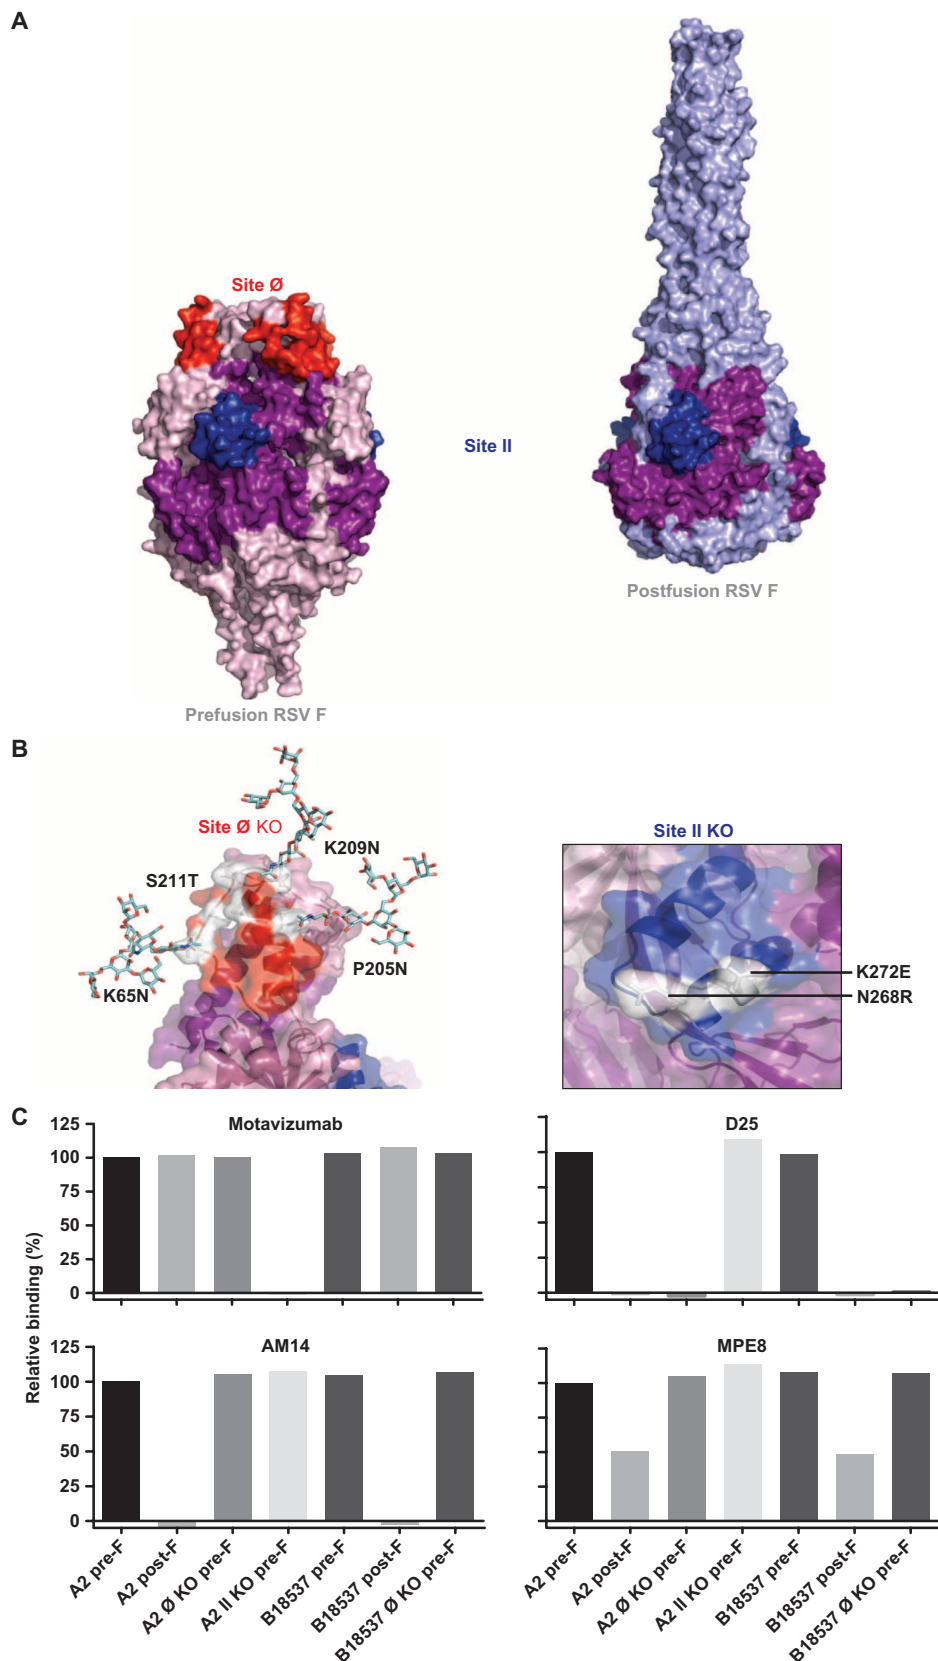 A
Site Ø
Site II
Prefusion RSV F
Postfusion RSV F
B
Site Ø KO
K209N
S211T
P205N
K65N
Site II KO
K272E
N268R
C
Relative binding (%)
Motavizumab
125
100
75
50
25
0
D25
AM14
125
100
75
50
25
0
A2 pre-F
A2 post-F
A2 Ø KO pre-F
A2 II KO pre-F
B18537 pre-F
B18537 post-F
B18537 Ø KO pre-F
MPE8
A2 pre-F
A2 post-F
A2 Ø KO pre-F
A2 II KO pre-F
B18537 pre-F
B18537 post-F
B18537 Ø KO pre-F